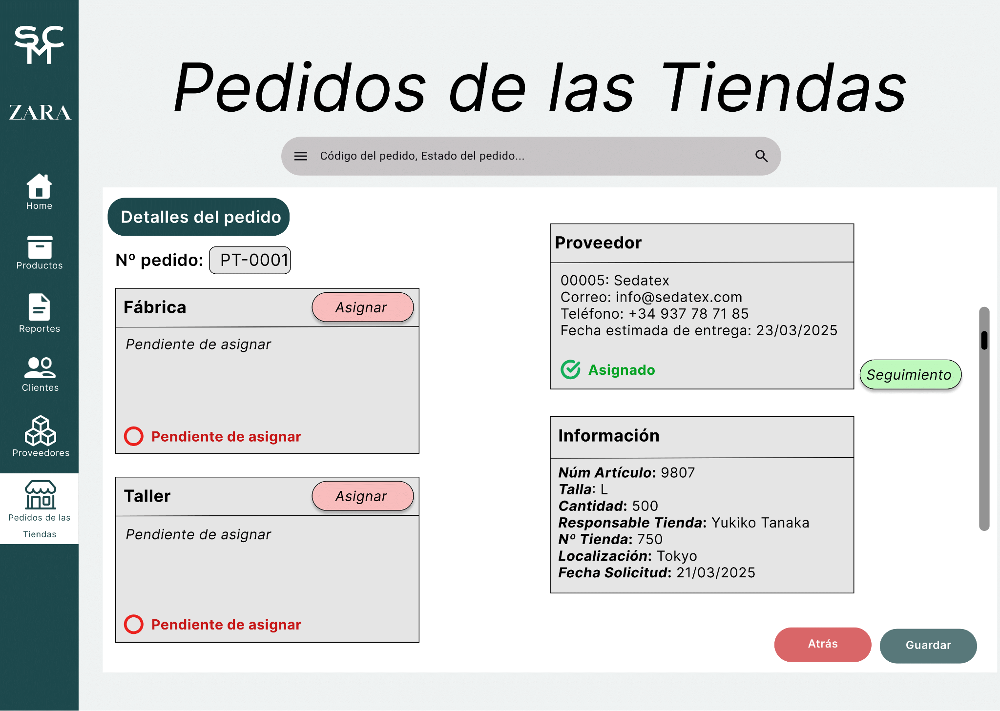 SCM
ZARA
Home
Productos
Reportes
Clientes
Proveedores
Pedidos de las
Tiendas
Pedidos de las Tiendas
Código del pedido, Estado del pedido...
Detalles del pedido
Nº pedido: PT-0001
Fábrica
Asignar
Pendiente de asignar
Pendiente de asignar
Taller
Asignar
Pendiente de asignar
Pendiente de asignar
Proveedor
00005: Sedatex
Correo: info@sedatex.com
Teléfono: +34 937 78 71 85
Fecha estimada de entrega: 23/03/2025
Asignado
Seguimiento
Información
Núm Artículo: 9807
Talla: L
Cantidad: 500
Responsable Tienda: Yukiko Tanaka
Nº Tienda: 750
Localización: Tokyo
Fecha Solicitud: 21/03/2025
Atrás
Guardar